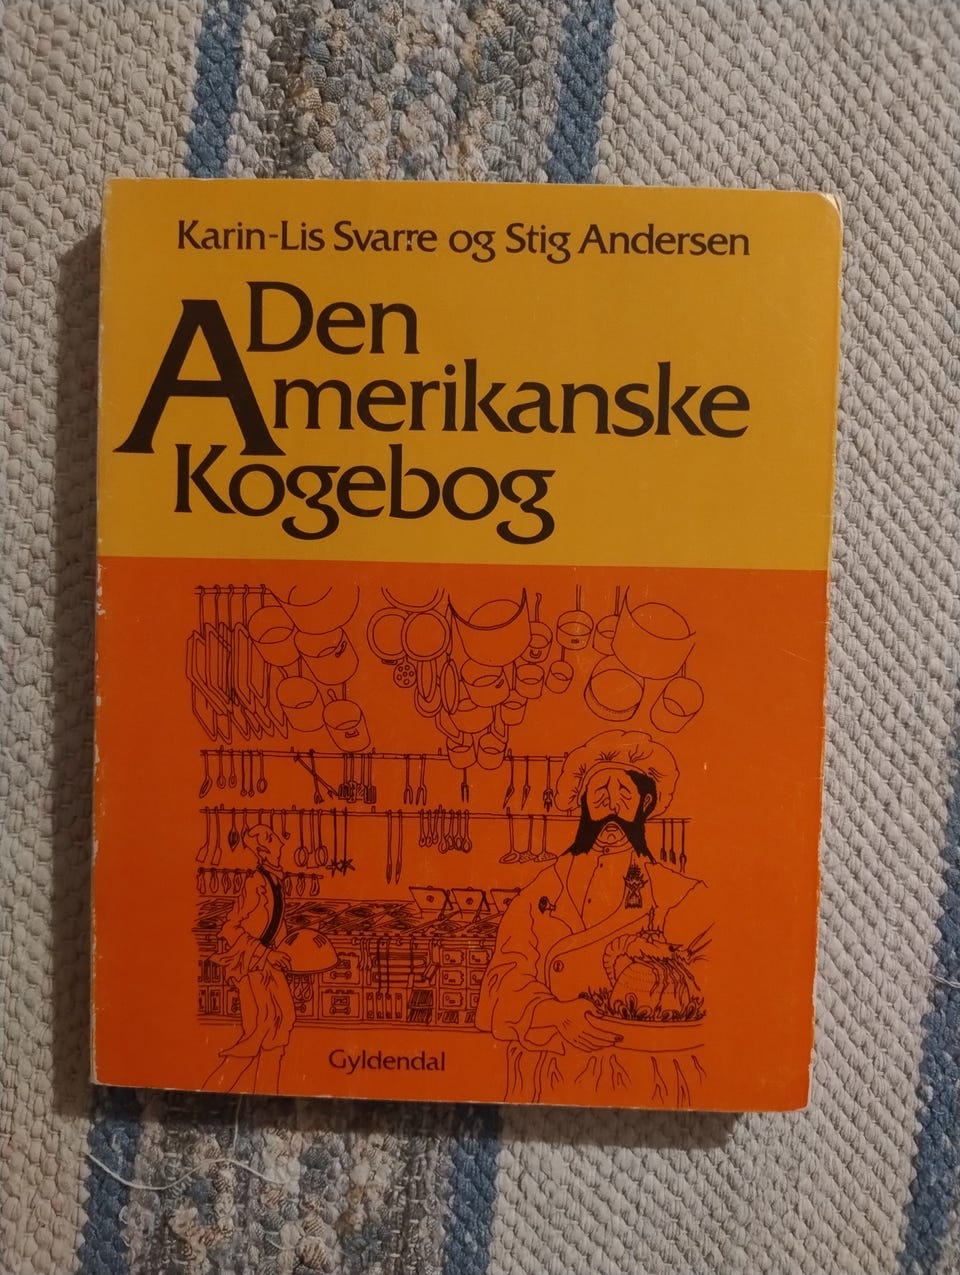 Karin-Lis Svarre og Stig Andersen
Den
Amerikanske
Kogebog
Gyldendal